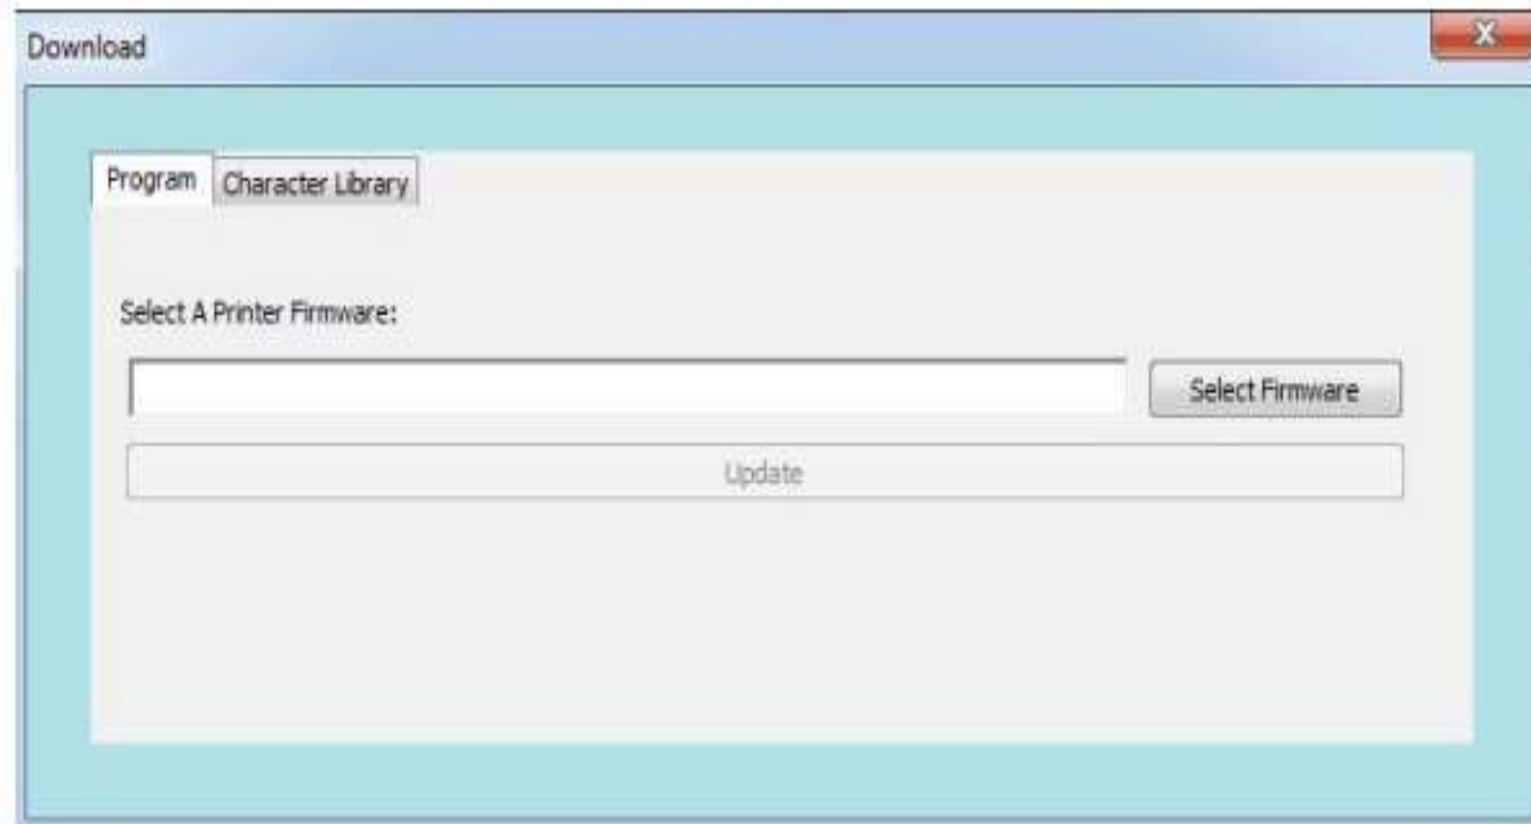 Download
X
Program
Character Library
Select A Printer Firmware:
Select Firmware
Update